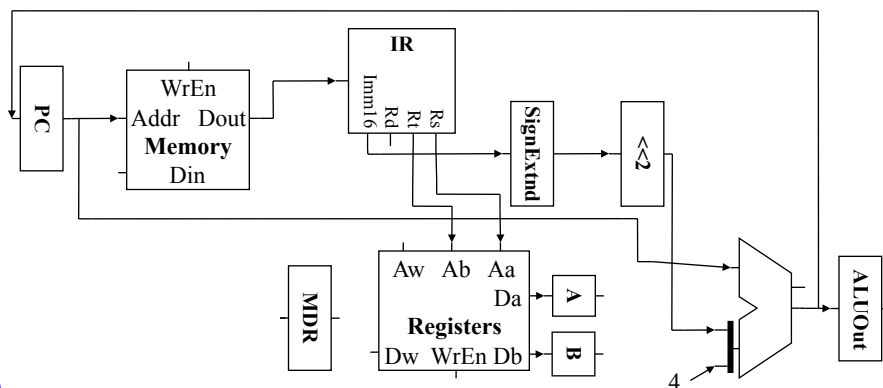 IR
PC
WrEn
Addr Dout
Memory
Din
Imm16
Rd
Rt
Rs
SignExtnd
<<2
MDR
Aw Ab Aa
Da
Registers
Dw WrEn Db
A
B
4
ALUOut